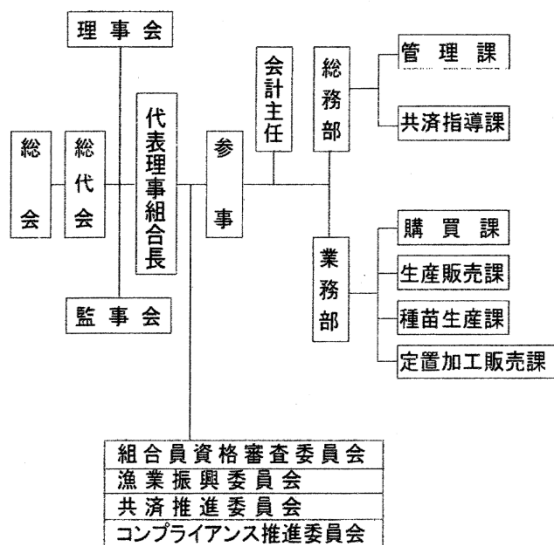 理事会
総会
総代会
代表理事組合長
監事会
参事
会計主任
総務部
管理課
共済指導課
業務部
購買課
生産販売課
種苗生産課
定置加工販売課
組合員資格審査委員会
漁業振興委員会
共済推進委員会
コンプライアンス推進委員会